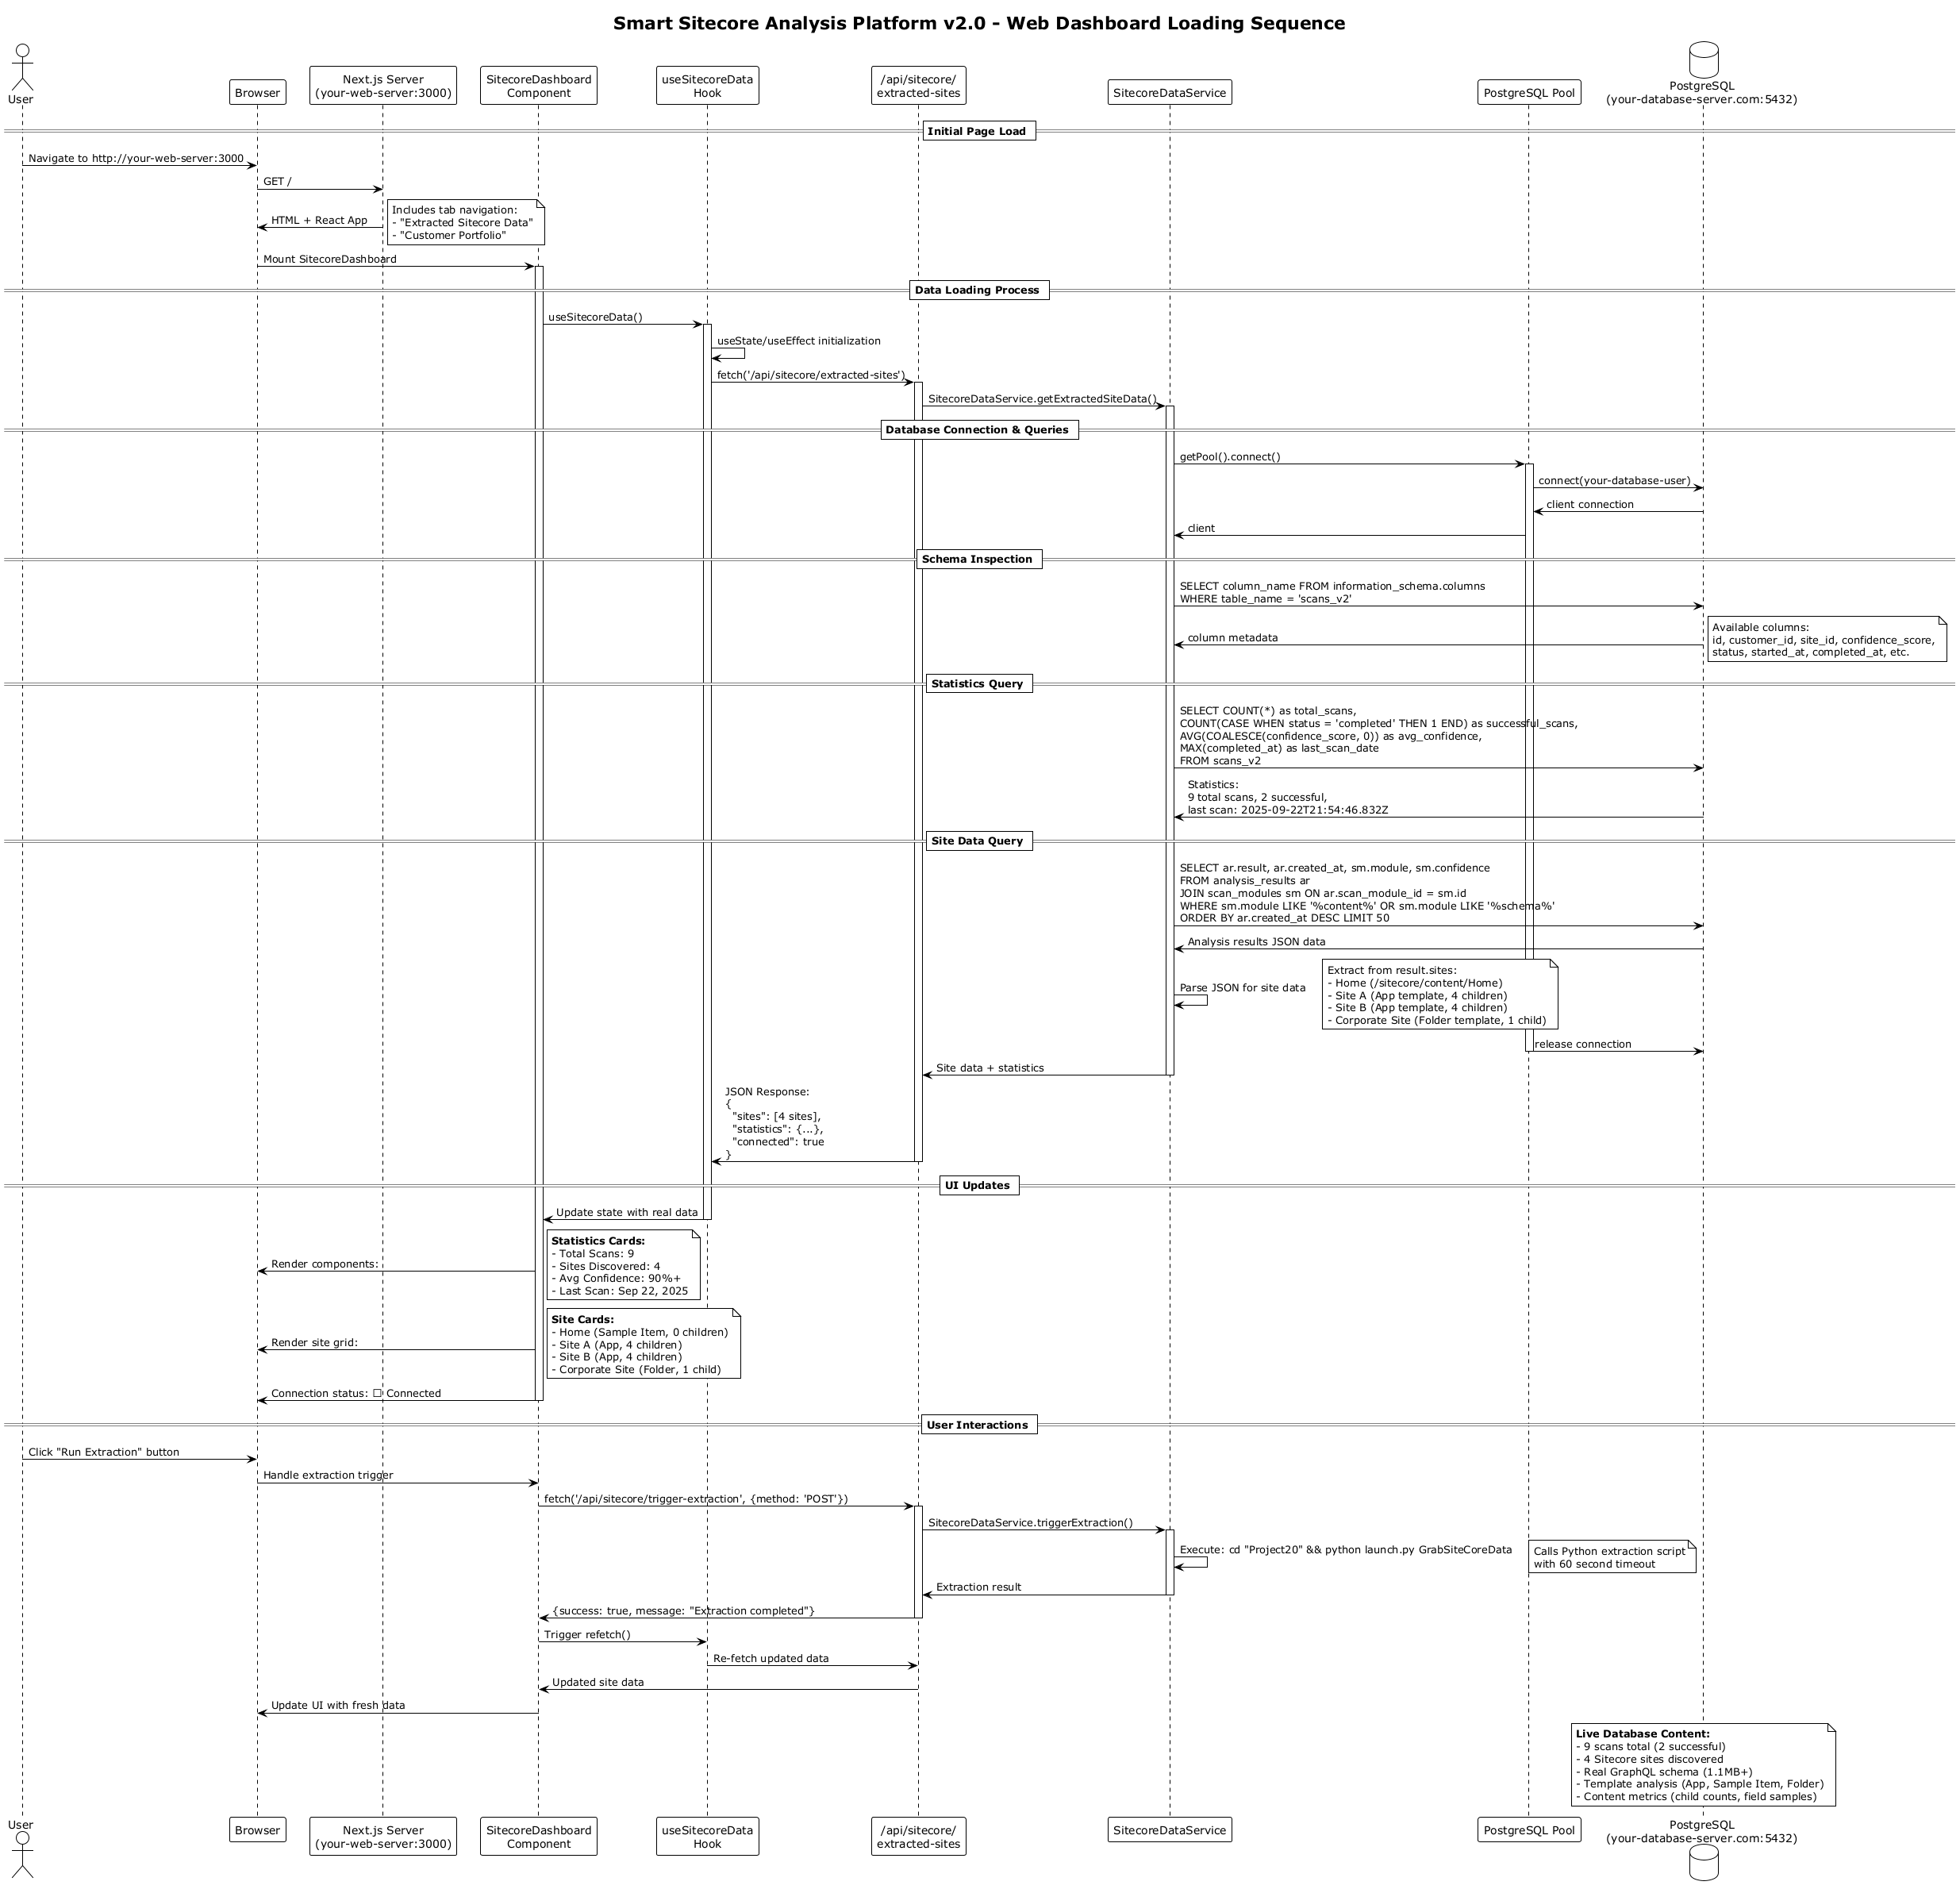 Smart Sitecore Analysis Platform v2.0 - Web Dashboard Loading Sequence
User
Browser
Next.js Server
(your-web-server:3000)
SitecoreDashboard
Component
useSitecoreData
Hook
/api/sitecore/
extracted-sites
SitecoreDataService
PostgreSQL Pool
PostgreSQL
(your-database-server.com:5432)
Initial Page Load
Navigate to http://your-web-server:3000
GET /
HTML + React App
Includes tab navigation:
- "Extracted Sitecore Data"
- "Customer Portfolio"
Mount SitecoreDashboard
Data Loading Process
useSitecoreData()
useState/useEffect initialization
fetch('/api/sitecore/extracted-sites')
SitecoreDataService.getExtractedSiteData()
Database Connection & Queries
getPool().connect()
connect(your-database-user)
client connection
client
Schema Inspection
SELECT column_name FROM information_schema.columns
WHERE table_name = 'scans_v2'
column metadata
Available columns:
id, customer_id, site_id, confidence_score,
status, started_at, completed_at, etc.
Statistics Query
SELECT COUNT(*) as total_scans,
COUNT(CASE WHEN status = 'completed' THEN 1 END) as successful_scans,
AVG(COALESCE(confidence_score, 0)) as avg_confidence,
MAX(completed_at) as last_scan_date
FROM scans_v2
Statistics:
9 total scans, 2 successful,
last scan: 2025-09-22T21:54:46.832Z
Site Data Query
SELECT ar.result, ar.created_at, sm.module, sm.confidence
FROM analysis_results ar
JOIN scan_modules sm ON ar.scan_module_id = sm.id
WHERE sm.module LIKE '%content%' OR sm.module LIKE '%schema%'
ORDER BY ar.created_at DESC LIMIT 50
Analysis results JSON data
Parse JSON for site data
Extract from result.sites:
- Home (/sitecore/content/Home)
- Site A (App template, 4 children)
- Site B (App template, 4 children)
- Corporate Site (Folder template, 1 child)
release connection
Site data + statistics
JSON Response:
{
"sites": [4 sites],
"statistics": {...},
"connected": true
}
UI Updates
Update state with real data
Render components:
Statistics Cards:
- Total Scans: 9
- Sites Discovered: 4
- Avg Confidence: 90%+
- Last Scan: Sep 22, 2025
Render site grid:
Site Cards:
- Home (Sample Item, 0 children)
- Site A (App, 4 children)
- Site B (App, 4 children)
- Corporate Site (Folder, 1 child)
Connection status: □ Connected
User Interactions
Click "Run Extraction" button
Handle extraction trigger
fetch('/api/sitecore/trigger-extraction', {method: 'POST'})
SitecoreDataService.triggerExtraction()
Execute: cd "Project20" && python launch.py GrabSiteCoreData
Calls Python extraction script
with 60 second timeout
Extraction result
{success: true, message: "Extraction completed"}
Trigger refetch()
Re-fetch updated data
Updated site data
Update UI with fresh data
Live Database Content:
- 9 scans total (2 successful)
- 4 Sitecore sites discovered
- Real GraphQL schema (1.1MB+)
- Template analysis (App, Sample Item, Folder)
- Content metrics (child counts, field samples)
User
Browser
Next.js Server
(your-web-server:3000)
SitecoreDashboard
Component
useSitecoreData
Hook
/api/sitecore/
extracted-sites
SitecoreDataService
PostgreSQL Pool
PostgreSQL
(your-database-server.com:5432)